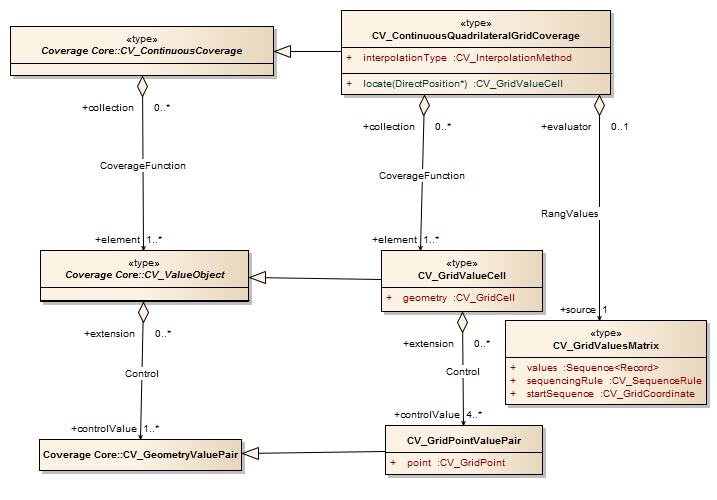 «type»
Coverage Core::CV_ContinuousCoverage
«type»
CV_ContinuousQuadrilateralGridCoverage
+ interpolationType :CV_InterpolationMethod
+ locate(DirectPosition*) :CV_GridValueCell
+collection 0..*
+collection 0..*
+evaluator 0..1
CoverageFunction
CoverageFunction
RangValues
+element 1..*
+element 1..*
«type»
Coverage Core::CV_ValueObject
«type»
CV_GridValueCell
+ geometry :CV_GridCell
+source 1
+extension 0..*
+extension 0..*
«type»
CV_GridValuesMatrix
+ values :Sequence<Record>
+ sequencingRule :CV_SequenceRule
+ startSequence :CV_GridCoordinate
Control
Control
+controlValue 1..*
+controlValue 4..*
Coverage Core::CV_GeometryValuePair
CV_GridPointValuePair
+ point :CV_GridPoint